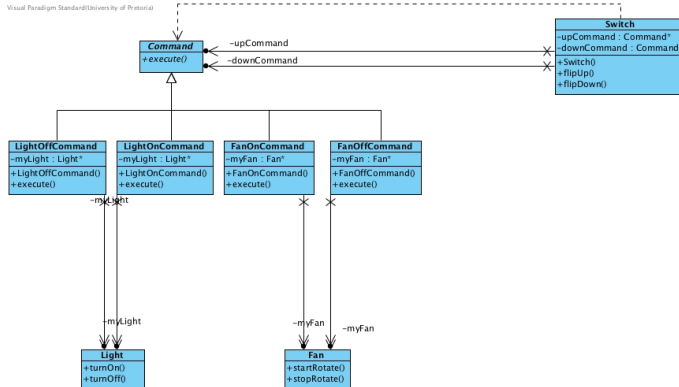 Visual Paradigm Standard(University of Pretoria)
Switch
-upCommand : Command*
-downCommand : Command
+Switch()
+flipUp()
+flipDown()
Command
+execute()
-upCommand
-downCommand
LightOffCommand
-myLight : Light*
+LightOffCommand()
+execute()
LightOnCommand
-myLight : Light*
+LightOnCommand()
+execute()
FanOnCommand
-myFan : Fan*
+FanOnCommand()
+execute()
FanOffCommand
-myFan : Fan*
+FanOffCommand()
+execute()
-myLight
-myLight
-myFan
-myFan
Light
+turnOn()
+turnOff()
Fan
+startRotate()
+stopRotate()